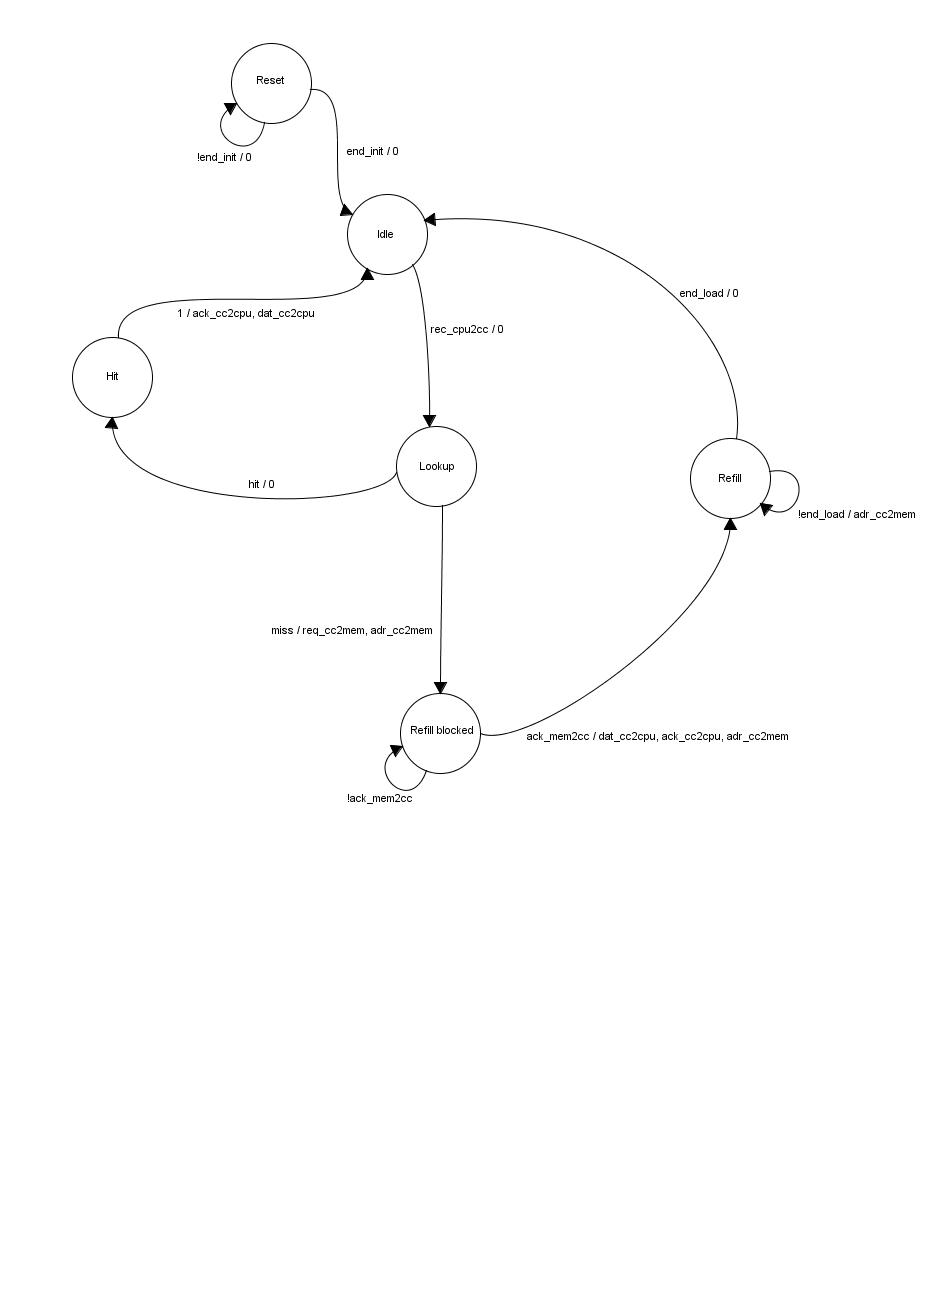 Reset
!end_init / 0
end_init / 0
Idle
end_load / 0
1 / ack_cc2cpu, dat_cc2cpu
rec_cpu2cc / 0
Hit
Lookup
Refill
hit / 0
!end_load / adr_cc2mem
miss / req_cc2mem, adr_cc2mem
Refill blocked
ack_mem2cc / dat_cc2cpu, ack_cc2cpu, adr_cc2mem
!ack_mem2cc